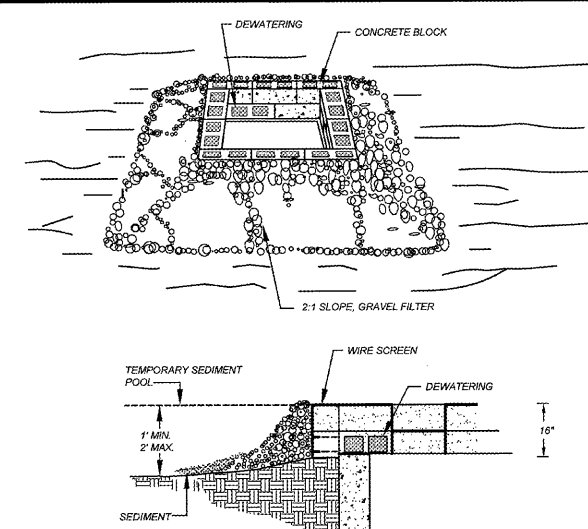 DEWATERING
CONCRETE BLOCK
2:1 SLOPE, GRAVEL FILTER
WIRE SCREEN
TEMPORARY SEDIMENT
POOL
DEWATERING
1' MIN.
2' MAX.
16"
SEDIMENT